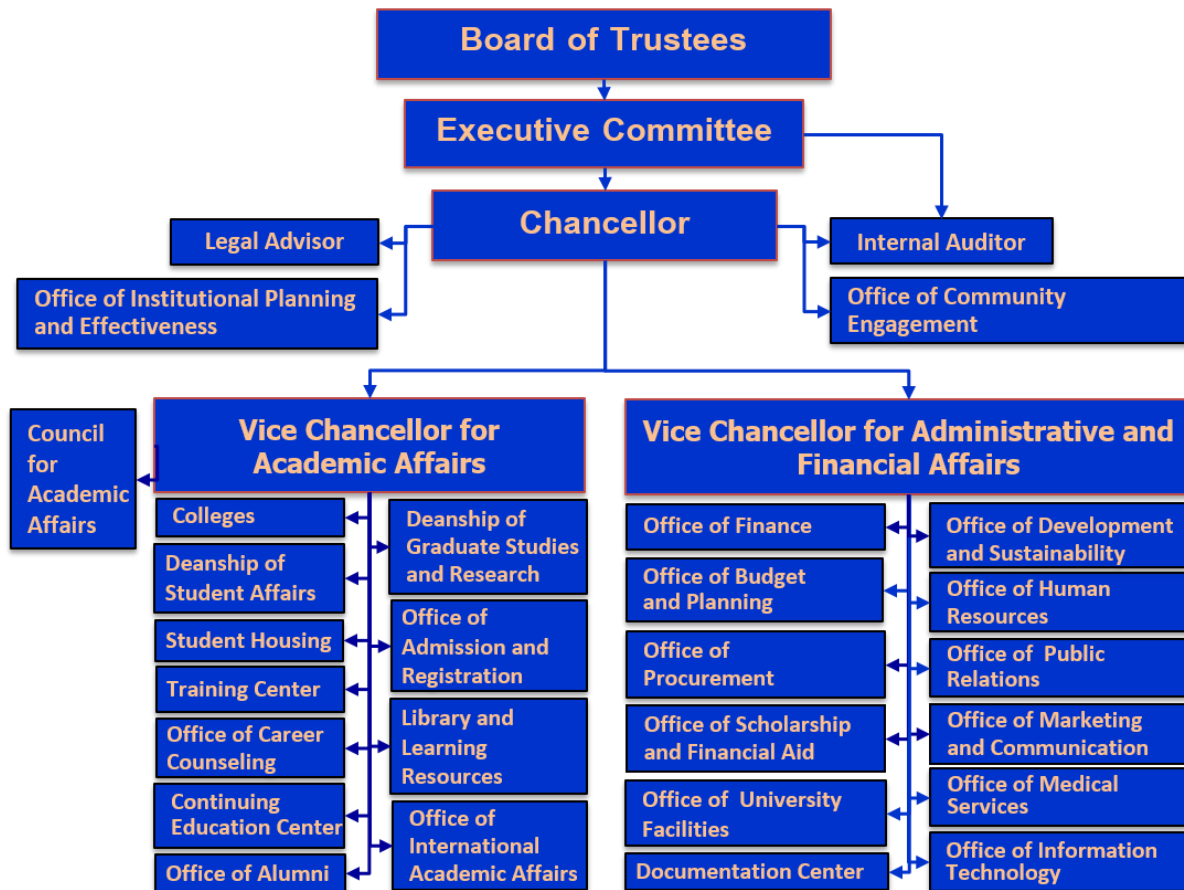 Board of Trustees
Executive Committee
Chancellor
Legal Advisor
Internal Auditor
Office of Institutional Planning
and Effectiveness
Office of Community
Engagement
Council
for
Academic
Affairs
Vice Chancellor for
Academic Affairs
Colleges
Deanship of
Student Affairs
Student Housing
Training Center
Office of Career
Counseling
Continuing
Education Center
Office of Alumni
Deanship of
Graduate Studies
and Research
Office of
Admission and
Registration
Library and
Learning
Resources
Office of
International
Academic Affairs
Vice Chancellor for Administrative and
Financial Affairs
Office of Finance
Office of Budget
and Planning
Office of
Procurement
Office of Scholarship
and Financial Aid
Office of University
Facilities
Documentation Center
Office of Development
and Sustainability
Office of Human
Resources
Office of Public
Relations
Office of Marketing
and Communication
Office of Medical
Services
Office of Information
Technology